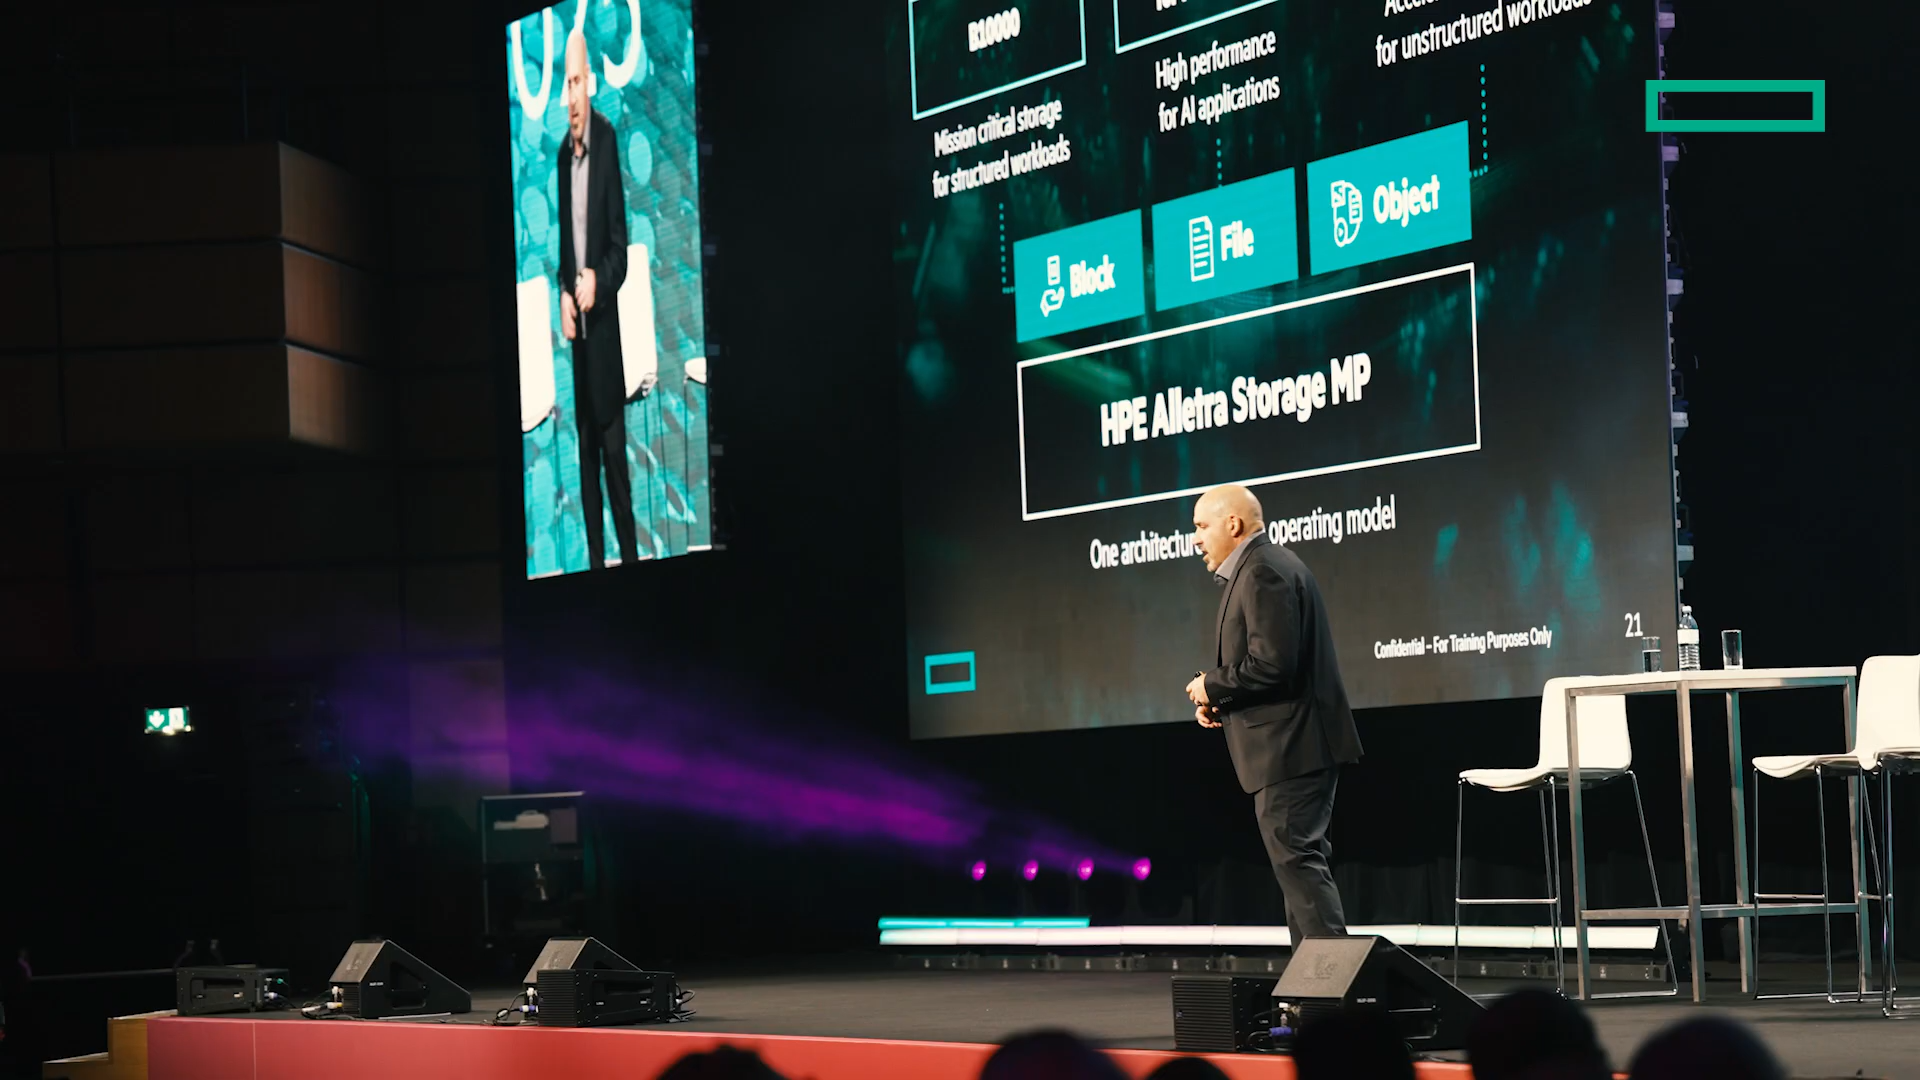 B10000
Mission critical storage
for structured workloads
High performance
for AI applications
for unstructured workloads
Block
File
Object
HPE Alletra Storage MP
One architecture operating model
Confidential – For Training Purposes Only
21